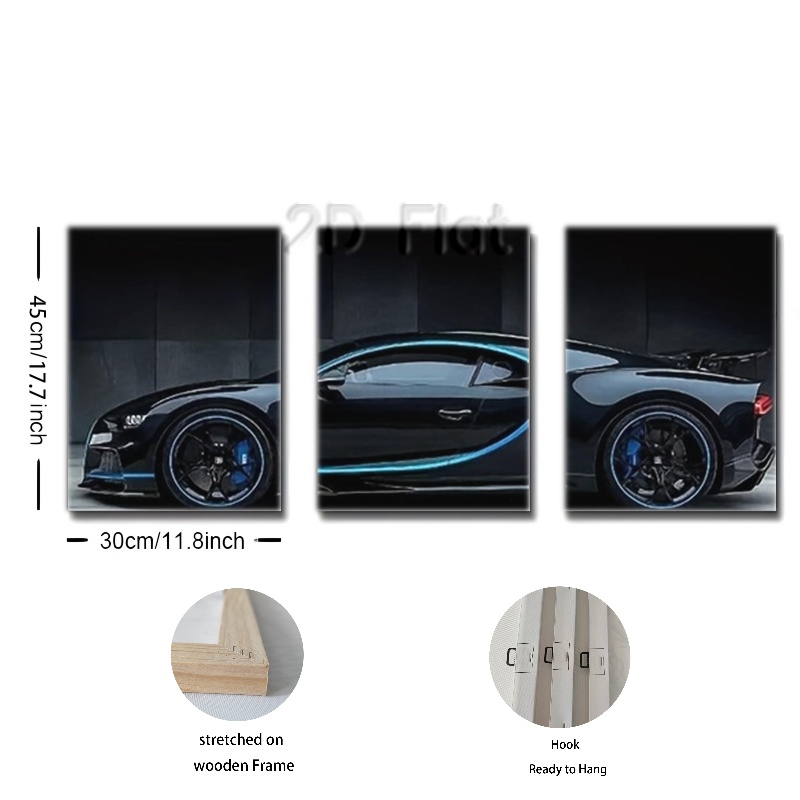 2D Flat
45cm/17.7inch
30cm/11.8inch
stretched on
wooden Frame
Hook
Ready to Hang